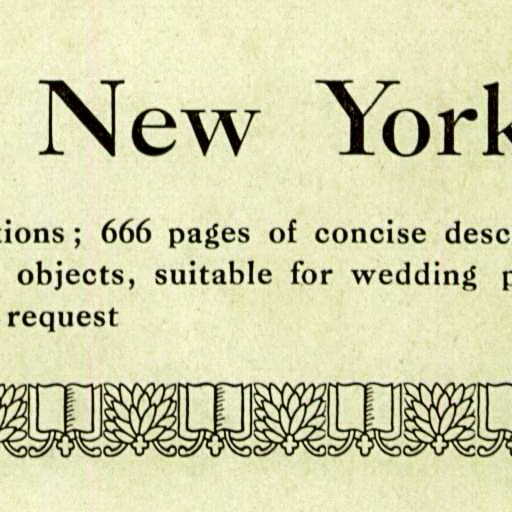 New York
tions; 666 pages of concise desc
objects, suitable for wedding p
request